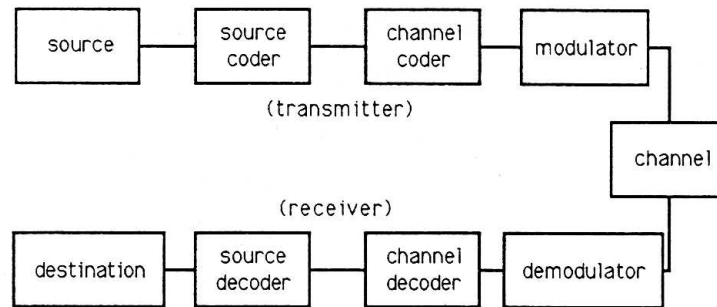 source
source
coder
channel
coder
modulator
(transmitter)
channel
(receiver)
destination
source
decoder
channel
decoder
demodulator